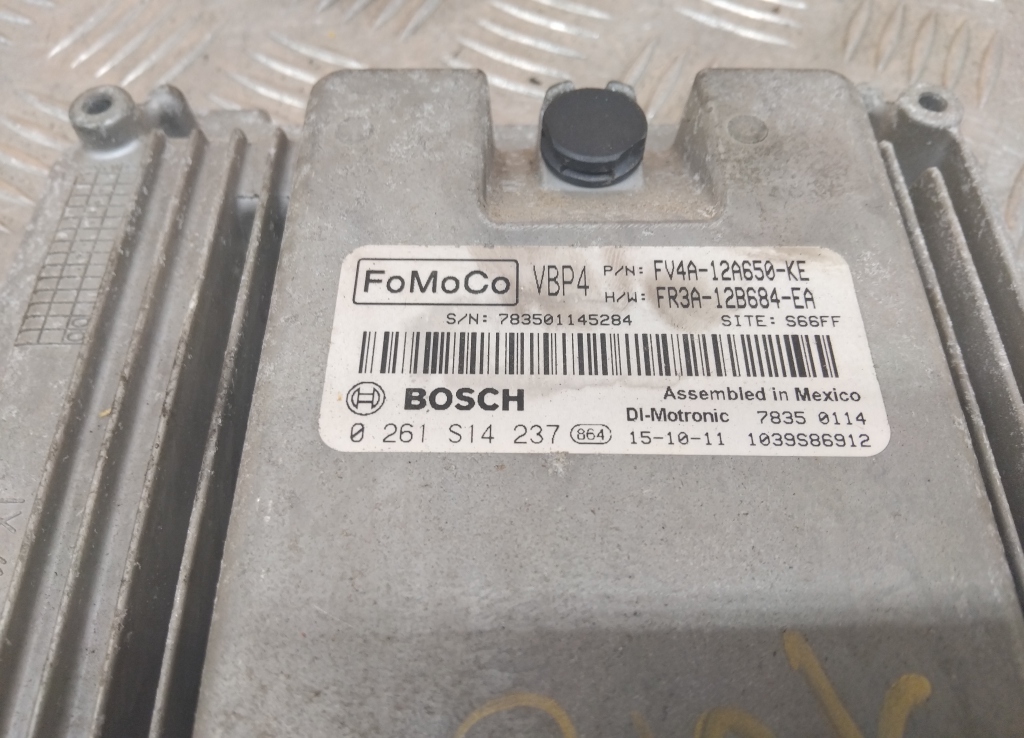 FoMoCo VBP4 P/N: FV4A-12A650-KE
H/W: FR3A-12B684-EA
S/N: 783501145284 SITE: S66FF
BOSCH Assembled in Mexico
DI-Motronic 7835 0114
0 261 S14 237 864 15-10-11 1039S86912